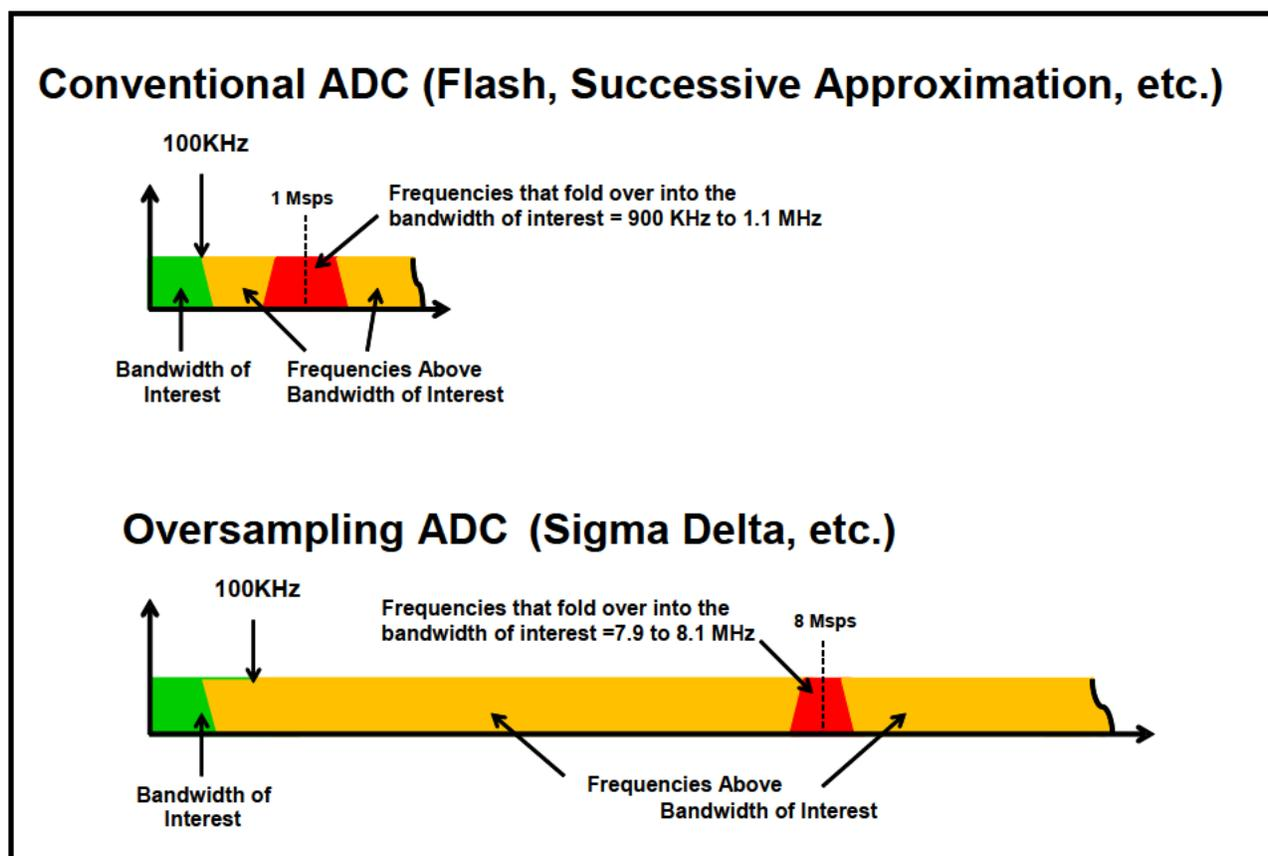 Conventional ADC (Flash, Successive Approximation, etc.)
100KHz
1 Msps
Frequencies that fold over into the
bandwidth of interest = 900 KHz to 1.1 MHz
Bandwidth of
Interest
Frequencies Above
Bandwidth of Interest
Oversampling ADC (Sigma Delta, etc.)
100KHz
Frequencies that fold over into the
bandwidth of interest =7.9 to 8.1 MHz
8 Msps
Bandwidth of
Interest
Frequencies Above
Bandwidth of Interest